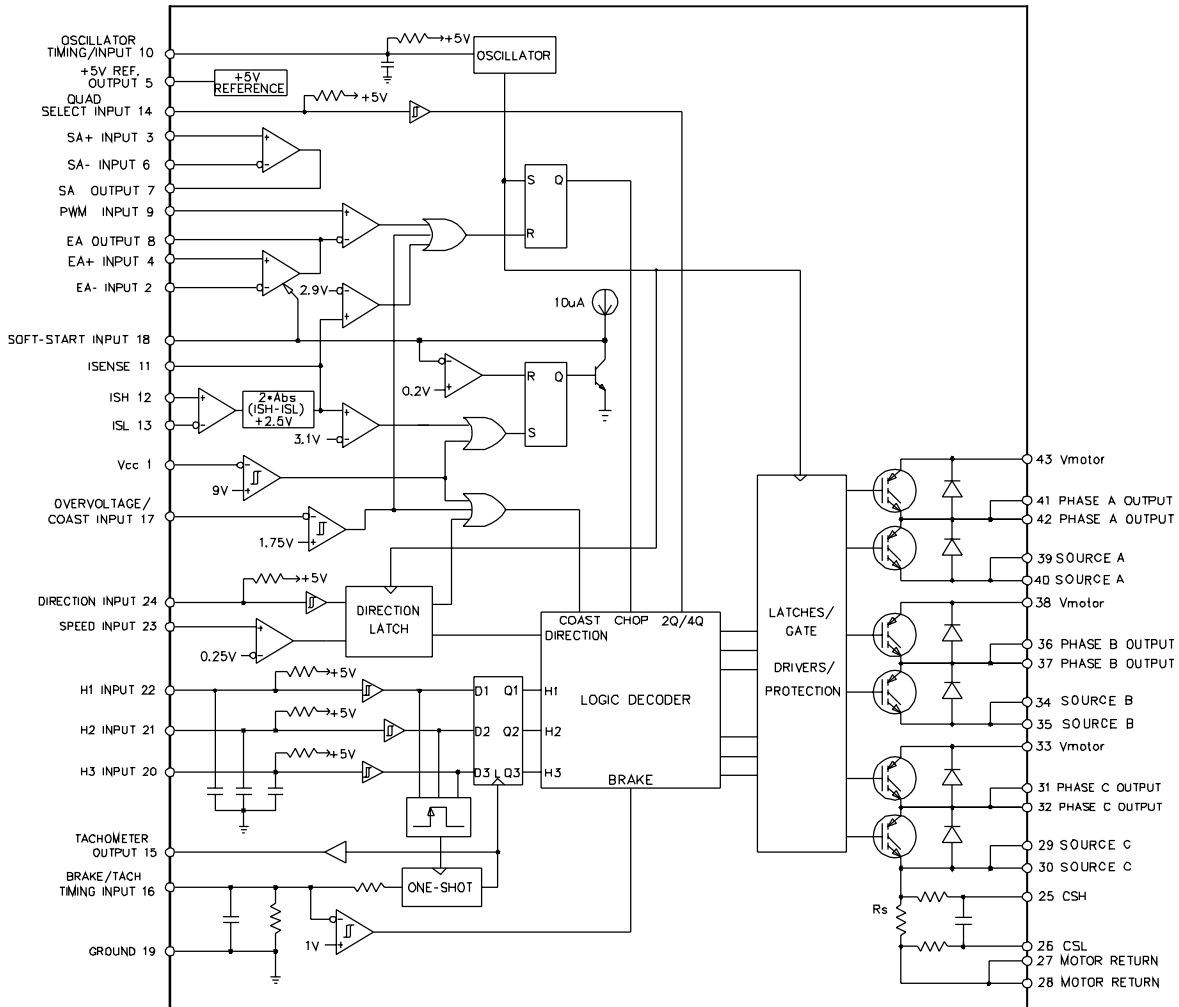 OSCILLATOR
TIMING/INPUT 10
+5V REF.
OUTPUT 5
QUAD
SELECT INPUT 14
SA+ INPUT 3
SA- INPUT 6
SA OUTPUT 7
PWM INPUT 9
EA OUTPUT 8
EA+ INPUT 4
EA- INPUT 2
SOFT-START INPUT 18
ISENSE 11
ISH 12
ISL 13
Vcc 1
OVERVOLTAGE/
COAST INPUT 17
DIRECTION INPUT 24
SPEED INPUT 23
H1 INPUT 22
H2 INPUT 21
H3 INPUT 20
TACHOMETER
OUTPUT 15
BRAKE/TACH
TIMING INPUT 16
GROUND 19
+5V
OSCILLATOR
+5V
REFERENCE
+5V
+
-
+
-
+
-
2.9V
-
+
S Q
R
10uA
-
0.2V +
R Q
S
+
-
2*Abs
(ISH-ISL)
+2.5V
+
3.1V -
-
9V +
-
1.75V +
+5V
DIRECTION
LATCH
+
0.25V -
+5V
+5V
+5V
D1 Q1
D2 Q2
D3 L Q3
COAST CHOP 2Q/4Q
DIRECTION
LOGIC DECODER
H1
H2
H3
BRAKE
ONE-SHOT
-
1V +
LATCHES/
GATE
DRIVERS/
PROTECTION
43 Vmotor
41 PHASE A OUTPUT
42 PHASE A OUTPUT
39 SOURCE A
40 SOURCE A
38 Vmotor
36 PHASE B OUTPUT
37 PHASE B OUTPUT
34 SOURCE B
35 SOURCE B
33 Vmotor
31 PHASE C OUTPUT
32 PHASE C OUTPUT
29 SOURCE C
30 SOURCE C
Rs
25 CSH
26 CSL
27 MOTOR RETURN
28 MOTOR RETURN